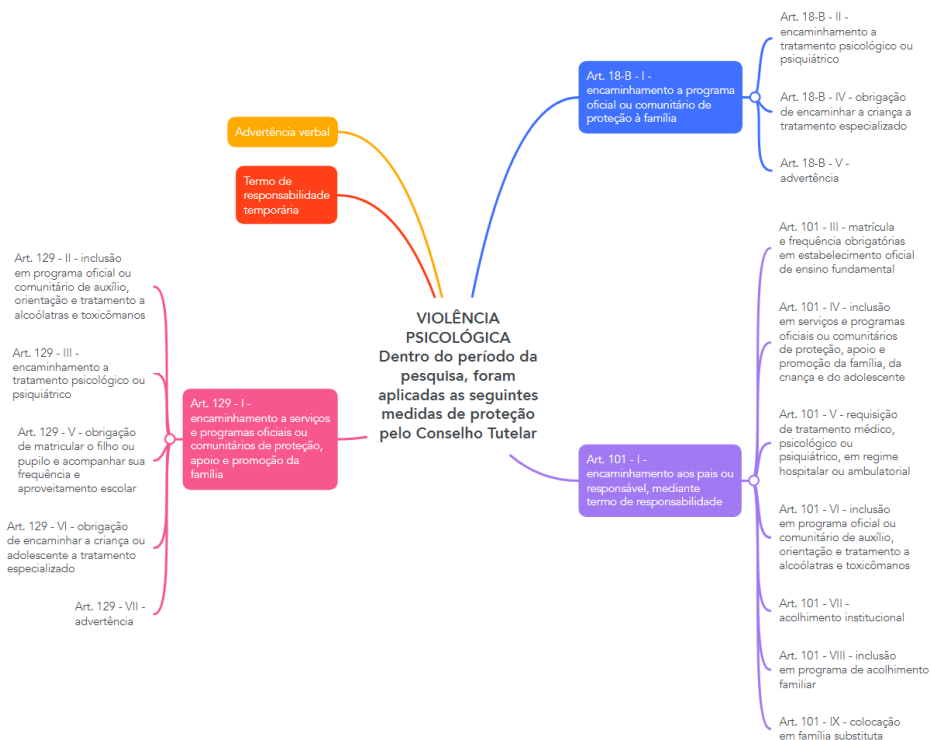 VIOLÊNCIA
PSICOLÓGICA
Dentro do período da
pesquisa, foram
aplicadas as seguintes
medidas de proteção
pelo Conselho Tutelar
Art. 18-B - I -
encaminhamento a programa
oficial ou comunitário de
proteção à família
Art. 18-B - II -
encaminhamento a
tratamento psicológico ou
psiquiátrico
Art. 18-B - IV - obrigação
de encaminhar a criança a
tratamento especializado
Art. 18-B - V -
advertência
Art. 101 - I -
encaminhamento aos pais ou
responsável, mediante
termo de responsabilidade
Art. 101 - III - matrícula
e frequência obrigatórias
em estabelecimento oficial
de ensino fundamental
Art. 101 - IV - inclusão
em serviços e programas
oficiais ou comunitários
de proteção, apoio e
promoção da família, da
criança e do adolescente
Art. 101 - V - requisição
de tratamento médico,
psicológico ou
psiquiátrico, em regime
hospitalar ou ambulatorial
Art. 101 - VI - inclusão
em programa oficial ou
comunitário de auxílio,
orientação e tratamento a
alcoólatras e toxicômanos
Art. 101 - VII -
acolhimento institucional
Art. 101 - VIII - inclusão
em programa de acolhimento
familiar
Art. 101 - IX - colocação
em família substituta
Advertência verbal
Termo de
responsabilidade
temporária
Art. 129 - I -
encaminhamento a serviços
e programas oficiais ou
comunitários de proteção,
apoio e promoção da
família
Art. 129 - II - inclusão
em programa oficial ou
comunitário de auxílio,
orientação e tratamento a
alcoólatras e toxicômanos
Art. 129 - III -
encaminhamento a
tratamento psicológico ou
psiquiátrico
Art. 129 - V - obrigação
de matricular o filho ou
pupilo e acompanhar sua
frequência e
aproveitamento escolar
Art. 129 - VI - obrigação
de encaminhar a criança ou
adolescente a tratamento
especializado
Art. 129 - VII -
advertência